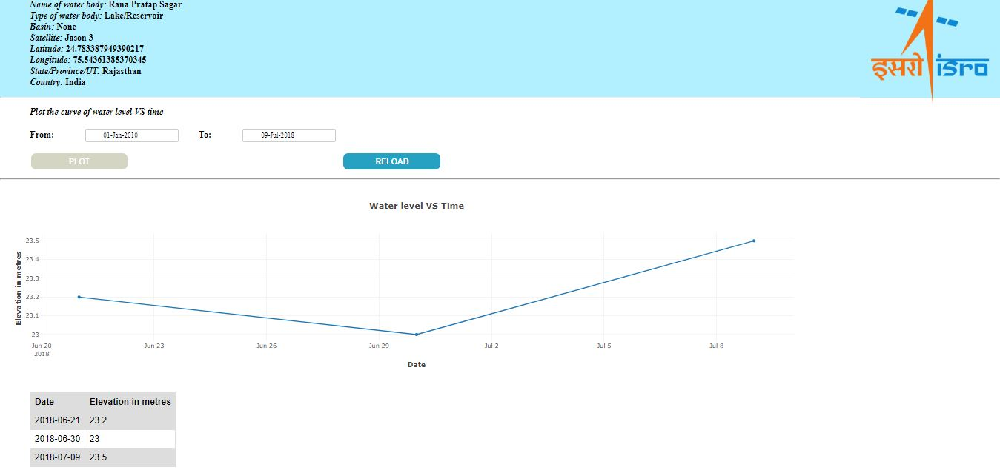 Name of water body: Rana Pratap Sagar
Type of water body: Lake/Reservoir
Basin: None
Satellite: Jason 3
Latitude: 24.783387949390217
Longitude: 75.54361385370345
State/Province/UT: Rajasthan
Country: India
इसरो isro
Plot the curve of water level VS time
From: 01-Jan-2010 To: 09-Jul-2018
PLOT RELOAD
Water level VS Time
23.5
23.4
23.3
23.2
23.1
23
Elevation in metres
Jun 20 Jun 23 Jun 26 Jun 29 Jul 2 Jul 5 Jul 8
2018
Date
Date Elevation in metres
2018-06-21 23.2
2018-06-30 23
2018-07-09 23.5